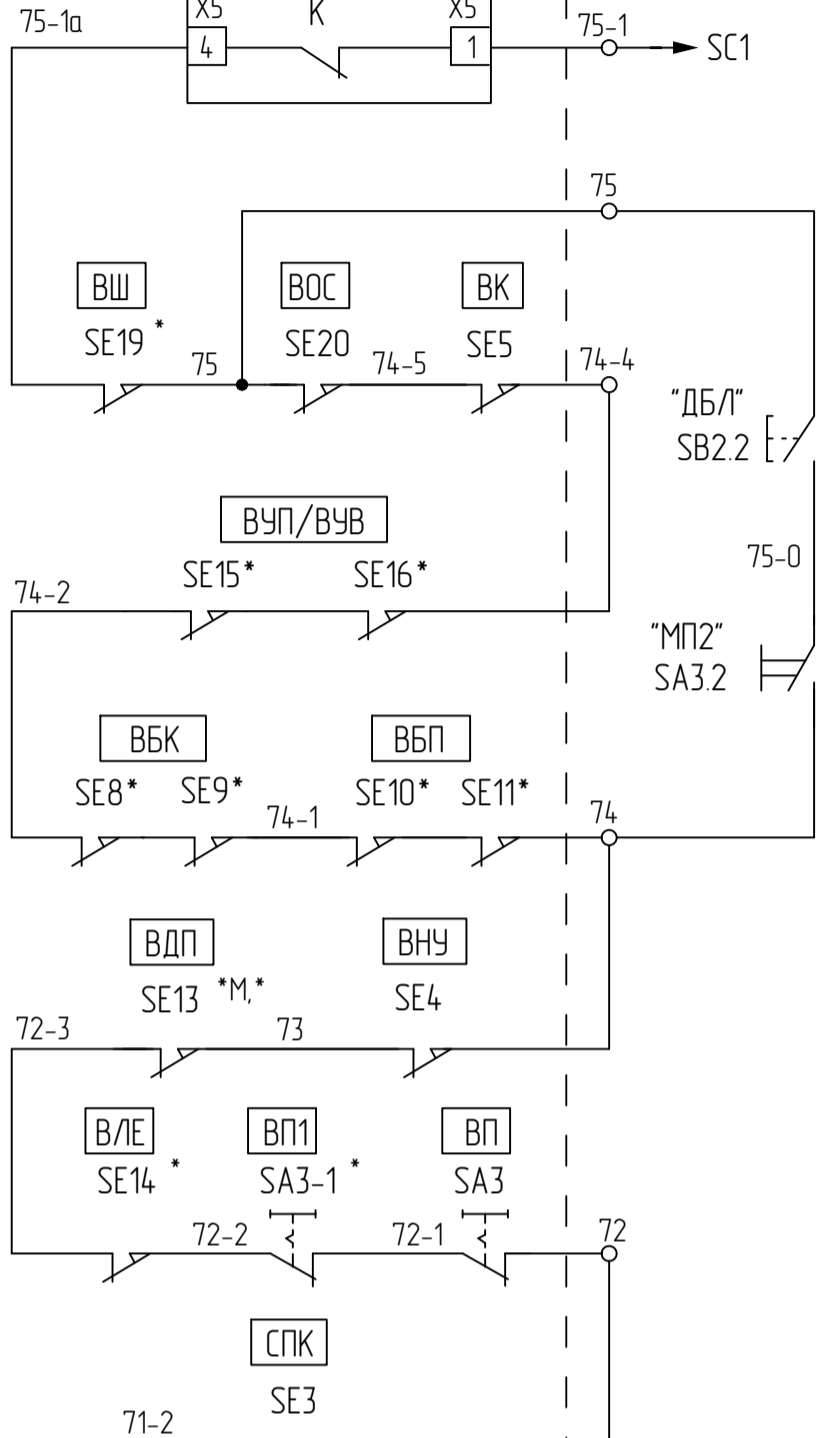 X5 K X5
75-1а 75-1
4 1 SC1
75
ВШ ВОС ВК
SE19 * SE20 SE5
75 74-5 74-4
"ДБЛ"
SB2.2
ВУП/ВУВ
75-0
SE15* SE16*
74-2
"МП2"
SA3.2
ВБК ВБП
SE8* SE9* SE10* SE11*
74-1 74
ВДП ВНУ
SE13 *М,* SE4
72-3 73
ВЛЕ ВП1 ВП
SE14 * SA3-1 * SA3
72-2 72-1 72
СПК
SE3
71-2